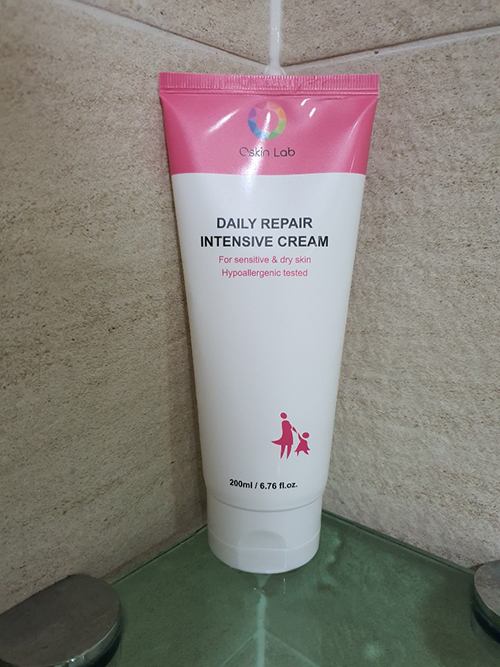 Oskin Lab
DAILY REPAIR
INTENSIVE CREAM
For sensitive & dry skin
Hypoallergenic tested
200ml / 6.76 fl.oz.